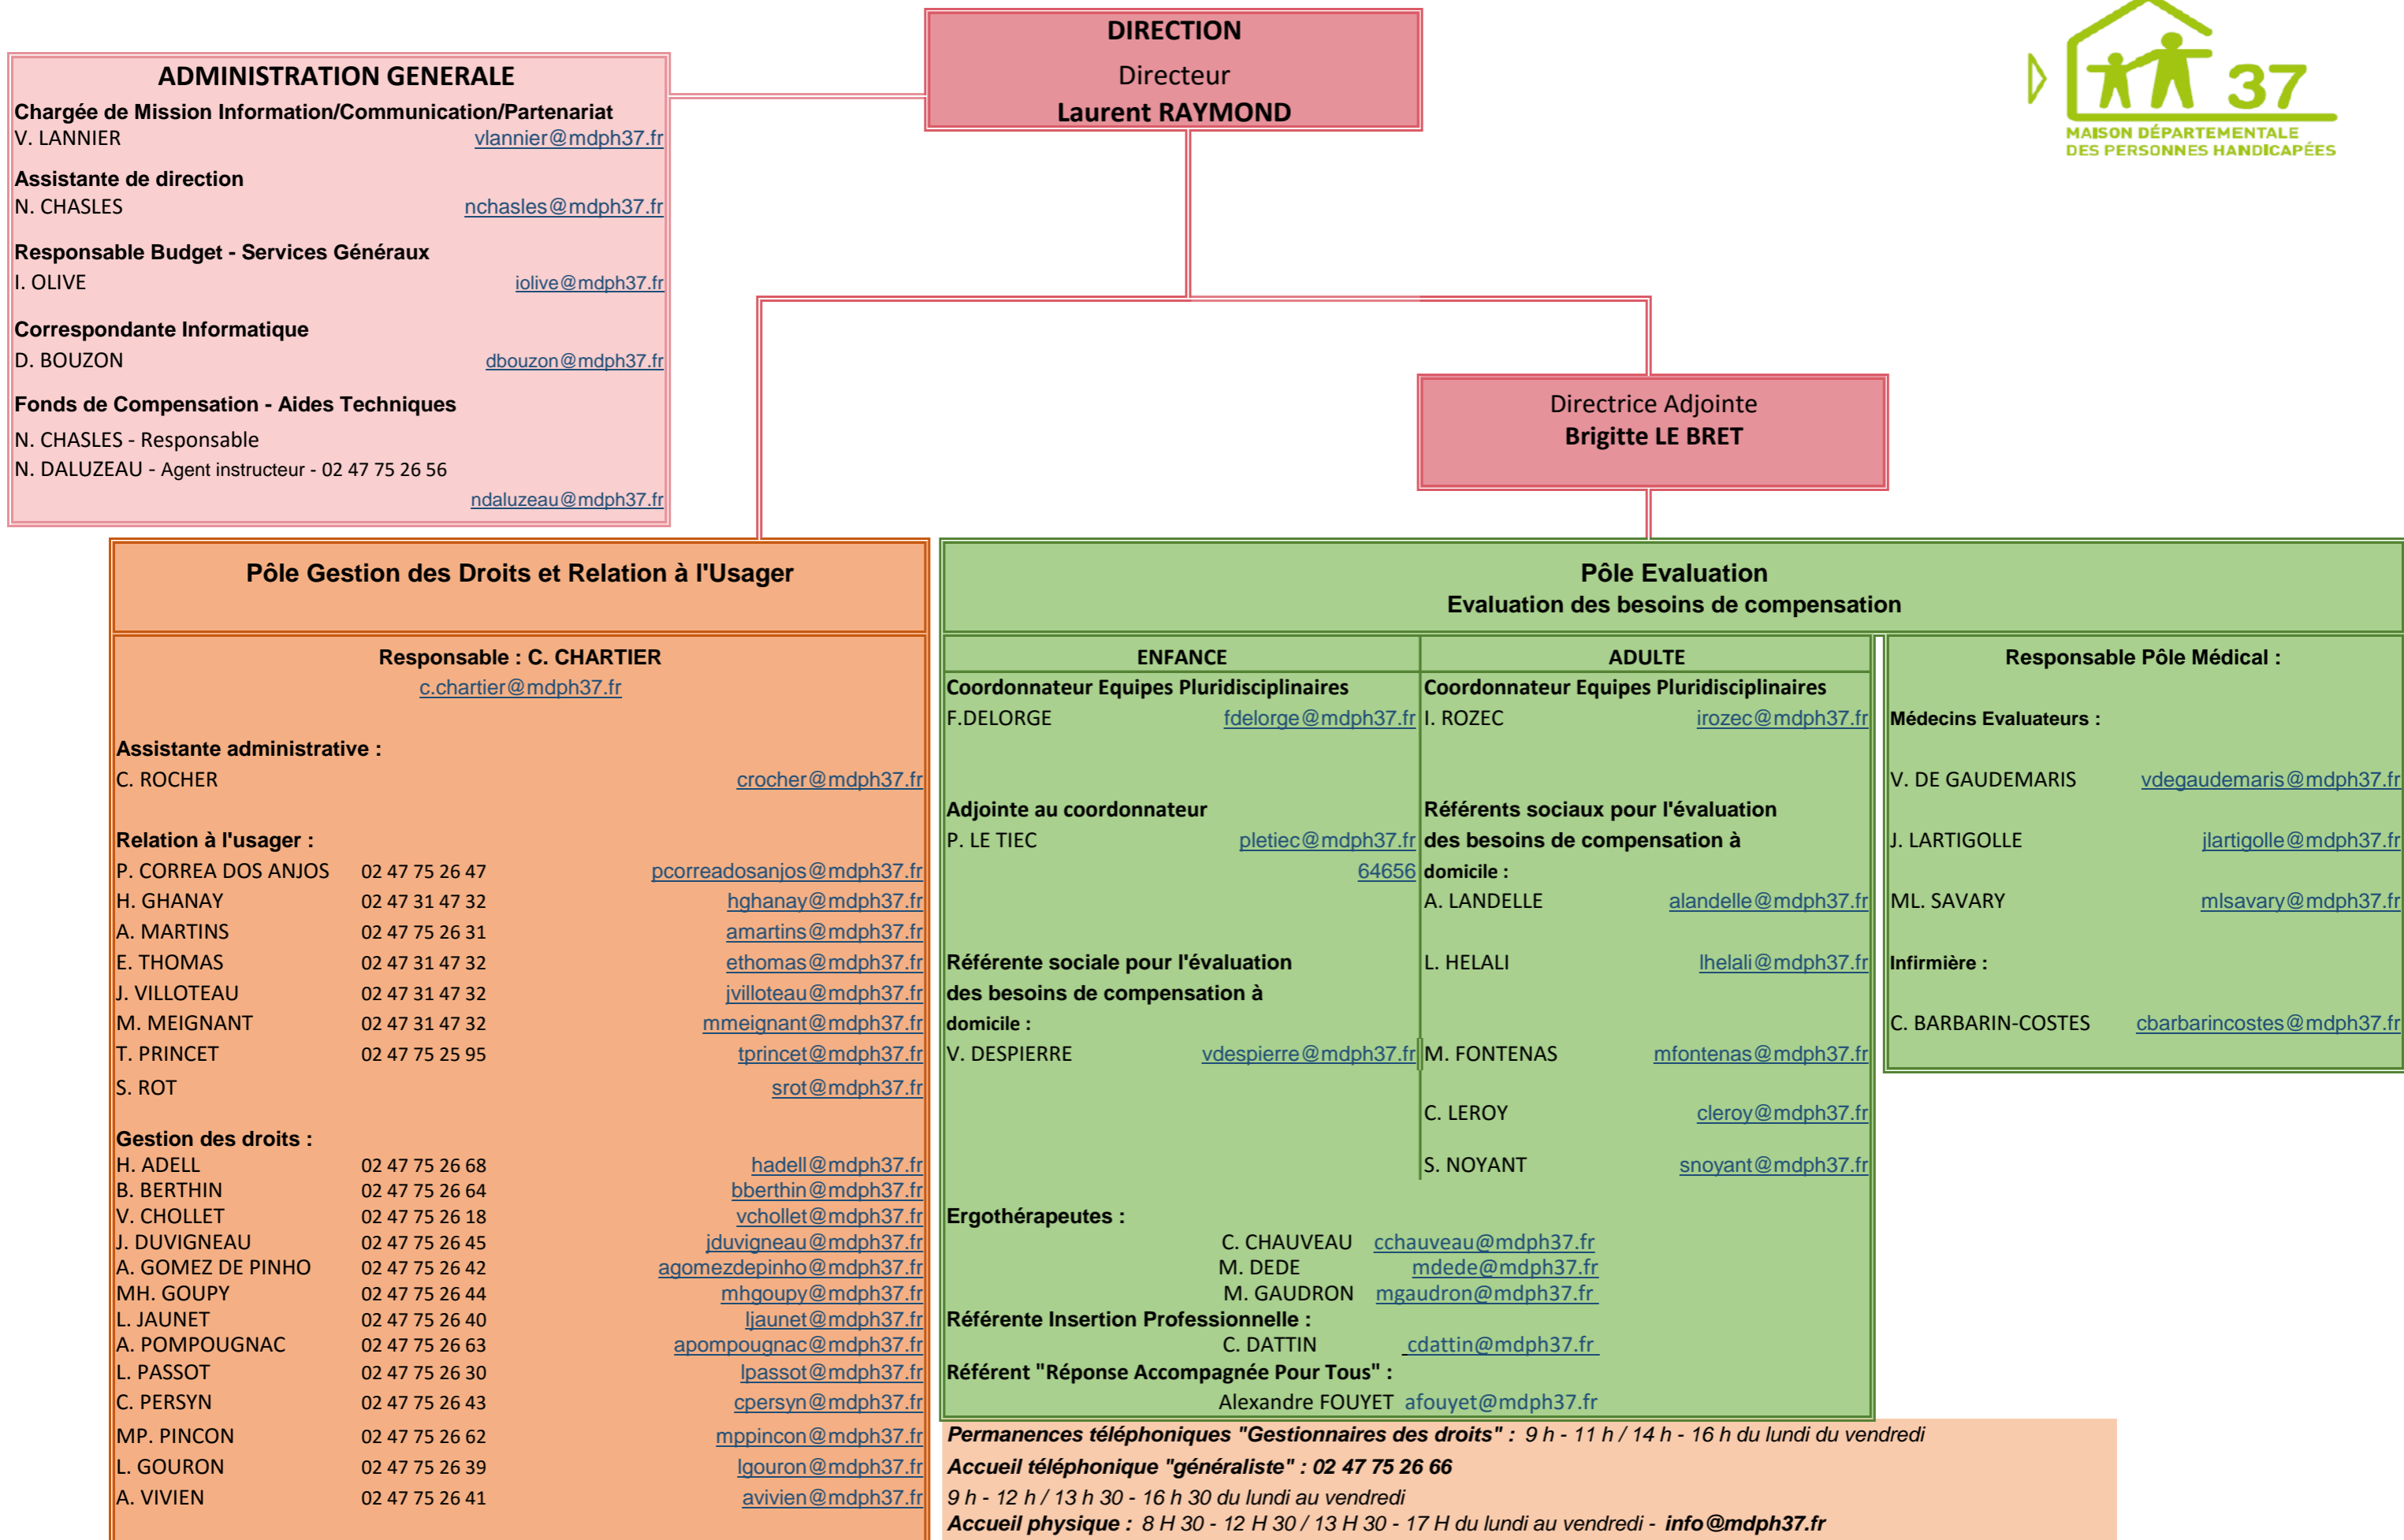 DIRECTION
Directeur
Laurent RAYMOND
37
MAISON DÉPARTEMENTALE
DES PERSONNES HANDICAPÉES
ADMINISTRATION GENERALE
Chargée de Mission Information/Communication/Partenariat
V. LANNIER vlannier@mdph37.fr
Assistante de direction
N. CHASLES nchasles@mdph37.fr
Responsable Budget - Services Généraux
I. OLIVE iolive@mdph37.fr
Correspondante Informatique
D. BOUZON dbouzon@mdph37.fr
Fonds de Compensation - Aides Techniques
N. CHASLES - Responsable
N. DALUZEAU - Agent instructeur - 02 47 75 26 56
ndaluzeau@mdph37.fr
Directrice Adjointe
Brigitte LE BRET
Pôle Gestion des Droits et Relation à l'Usager
Responsable : C. CHARTIER
c.chartier@mdph37.fr
Assistante administrative :
C. ROCHER crocher@mdph37.fr
Relation à l'usager :
P. CORREA DOS ANJOS 02 47 75 26 47 pcorreadosanjos@mdph37.fr
H. GHANAY 02 47 31 47 32 hghanay@mdph37.fr
A. MARTINS 02 47 75 26 31 amartins@mdph37.fr
E. THOMAS 02 47 31 47 32 ethomas@mdph37.fr
J. VILLOTEAU 02 47 31 47 32 jvilloteau@mdph37.fr
M. MEIGNANT 02 47 31 47 32 mmeignant@mdph37.fr
T. PRINCET 02 47 75 25 95 tprincet@mdph37.fr
S. ROT srot@mdph37.fr
Gestion des droits :
H. ADELL 02 47 75 26 68 hadell@mdph37.fr
B. BERTHIN 02 47 75 26 64 bberthin@mdph37.fr
V. CHOLLET 02 47 75 26 18 vchollet@mdph37.fr
J. DUVIGNEAU 02 47 75 26 45 jduvigneau@mdph37.fr
A. GOMEZ DE PINHO 02 47 75 26 42 agomezdepinho@mdph37.fr
MH. GOUPY 02 47 75 26 44 mhgoupy@mdph37.fr
L. JAUNET 02 47 75 26 40 ljaunet@mdph37.fr
A. POMPOUGNAC 02 47 75 26 63 apompougnac@mdph37.fr
L. PASSOT 02 47 75 26 30 lpassot@mdph37.fr
C. PERSYN 02 47 75 26 43 cpersyn@mdph37.fr
MP. PINCON 02 47 75 26 62 mppincon@mdph37.fr
L. GOURON 02 47 75 26 39 lgouron@mdph37.fr
A. VIVIEN 02 47 75 26 41 avivien@mdph37.fr
Pôle Evaluation
Evaluation des besoins de compensation
ENFANCE
Coordonnateur Equipes Pluridisciplinaires
F.DELORGE fdelorge@mdph37.fr
Adjointe au coordonnateur
P. LE TIEC pletiec@mdph37.fr
64656
Référente sociale pour l'évaluation
des besoins de compensation à
domicile :
V. DESPIERRE vdespierre@mdph37.fr
ADULTE
Coordonnateur Equipes Pluridisciplinaires
I. ROZEC irozec@mdph37.fr
Référents sociaux pour l'évaluation
des besoins de compensation à
domicile :
A. LANDELLE alandelle@mdph37.fr
L. HELALI lhelali@mdph37.fr
M. FONTENAS mfontenas@mdph37.fr
C. LEROY cleroy@mdph37.fr
S. NOYANT snoyant@mdph37.fr
Responsable Pôle Médical :
Médecins Evaluateurs :
V. DE GAUDEMARIS vdegaudemaris@mdph37.fr
J. LARTIGOLLE jlartigolle@mdph37.fr
ML. SAVARY mlsavary@mdph37.fr
Infirmière :
C. BARBARIN-COSTES cbarbarincostes@mdph37.fr
Ergothérapeutes :
C. CHAUVEAU cchauveau@mdph37.fr
M. DEDE mdede@mdph37.fr
M. GAUDRON mgaudron@mdph37.fr
Référente Insertion Professionnelle :
C. DATTIN cdattin@mdph37.fr
Référent "Réponse Accompagnée Pour Tous" :
Alexandre FOUYET afouyet@mdph37.fr
Permanences téléphoniques "Gestionnaires des droits" : 9 h - 11 h / 14 h - 16 h du lundi du vendredi
Accueil téléphonique "généraliste" : 02 47 75 26 66
9 h - 12 h / 13 h 30 - 16 h 30 du lundi au vendredi
Accueil physique : 8 H 30 - 12 H 30 / 13 H 30 - 17 H du lundi au vendredi - info@mdph37.fr